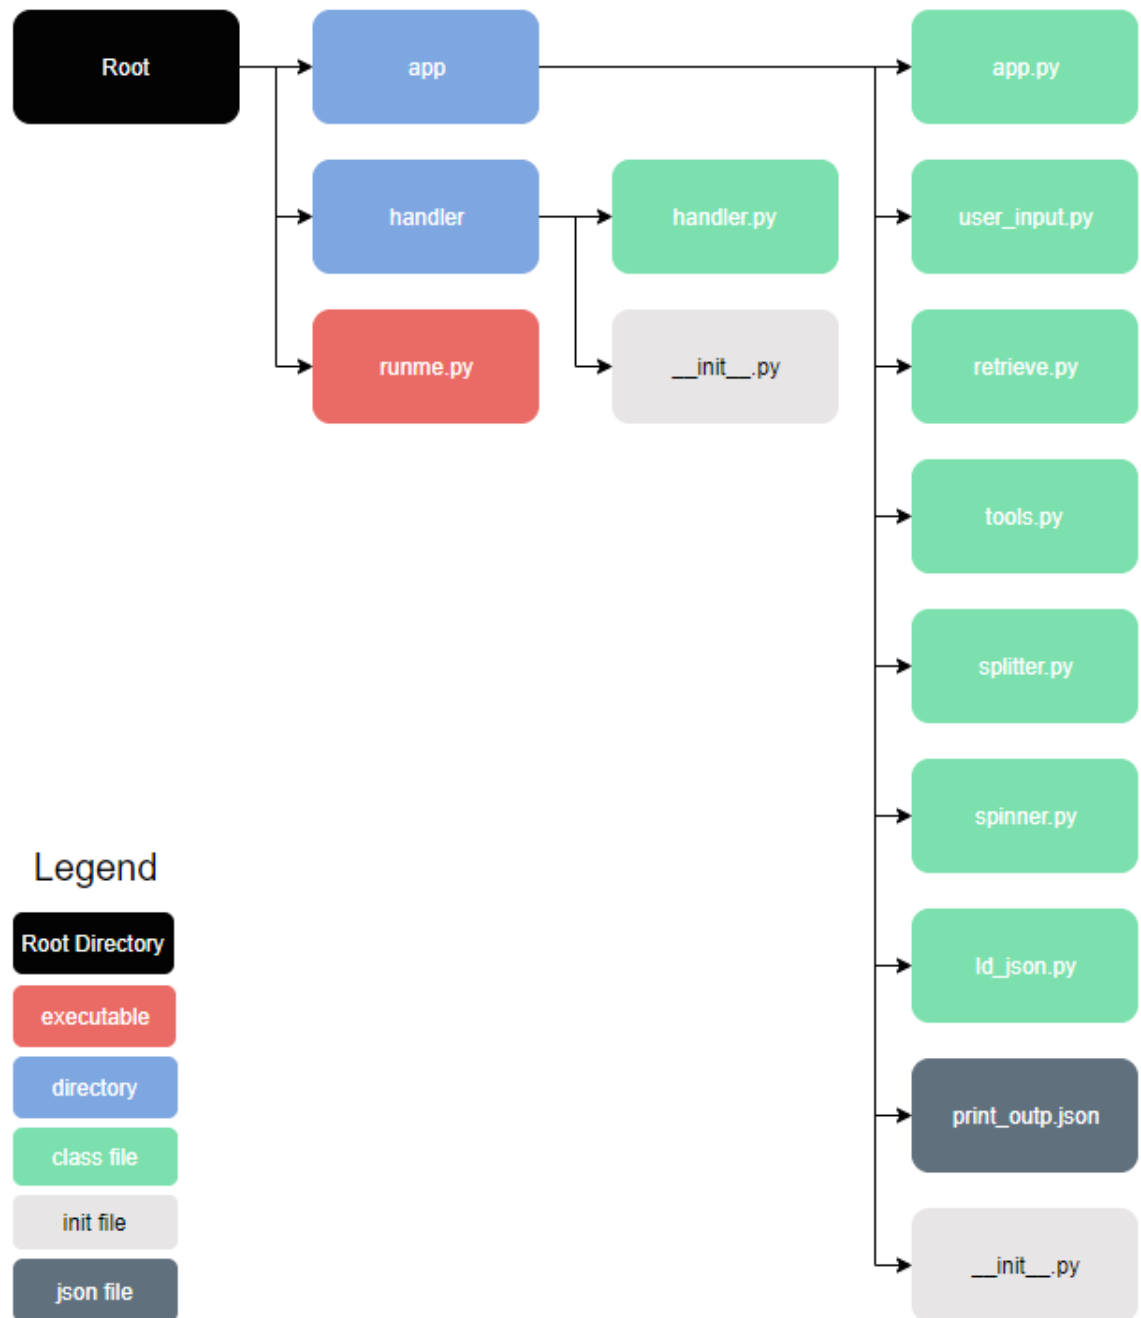 Root
app
app.py
handler
handler.py
user_input.py
runme.py
__init__.py
retrieve.py
tools.py
splitter.py
spinner.py
Legend
Root Directory
ld_json.py
executable
directory
print_outp.json
class file
init file
__init__.py
json file